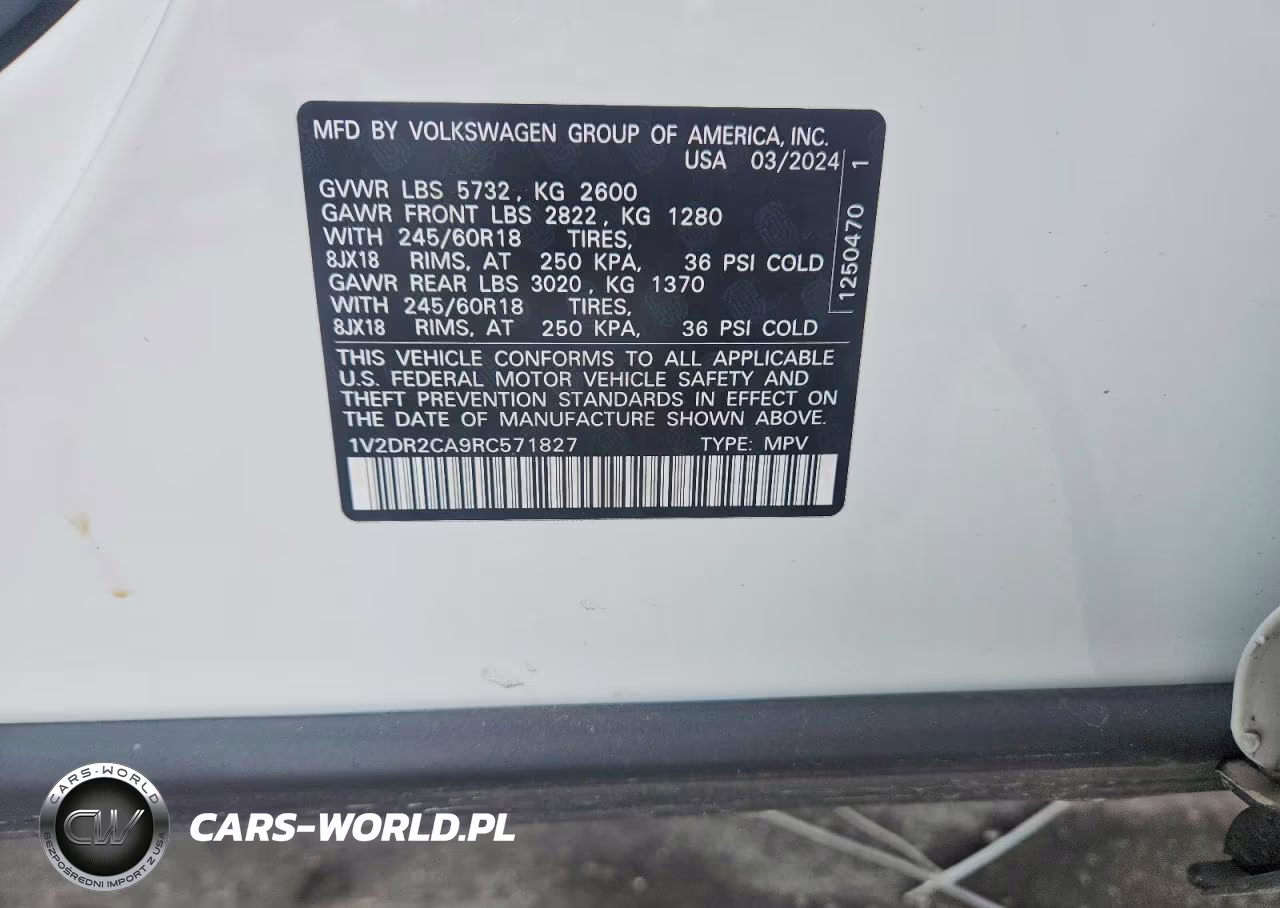 MFD BY VOLKSWAGEN GROUP OF AMERICA, INC.
USA 03/2024
GVWR LBS 5732, KG 2600
GAWR FRONT LBS 2822, KG 1280
WITH 245/60R18 TIRES,
8JX18 RIMS, AT 250 KPA, 36 PSI COLD
GAWR REAR LBS 3020, KG 1370
WITH 245/60R18 TIRES,
8JX18 RIMS, AT 250 KPA, 36 PSI COLD
1250470 1
THIS VEHICLE CONFORMS TO ALL APPLICABLE
U.S. FEDERAL MOTOR VEHICLE SAFETY AND
THEFT PREVENTION STANDARDS IN EFFECT ON
THE DATE OF MANUFACTURE SHOWN ABOVE.
1V2DR2CA9RC571827 TYPE: MPV
CARS-WORLD
CW
BEZPOŚREDNI IMPORT Z USA
CARS-WORLD.PL